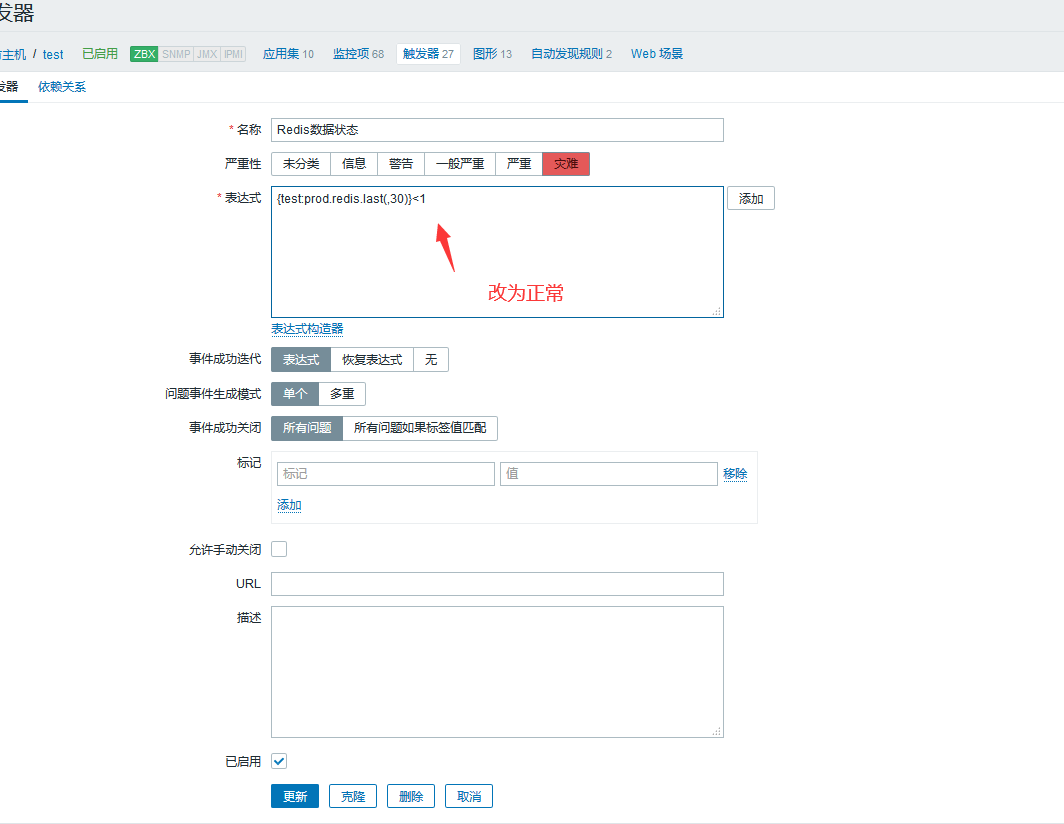 发器
主机 / test 已启用 ZBX SNMP JMX IPMI 应用集 10 监控项 68 触发器 27 图形 13 自动发现规则 2 Web 场景
发器 依赖关系
* 名称 Redis数据状态
严重性 未分类 信息 警告 一般严重 严重 灾难
* 表达式 {test:prod.redis.last(,30)}<1 添加
改为正常
表达式构造器
事件成功迭代 表达式 恢复表达式 无
问题事件生成模式 单个 多重
事件成功关闭 所有问题 所有问题如果标签值匹配
标记 标记 值 移除
添加
允许手动关闭
URL
描述
已启用
更新 克隆 删除 取消